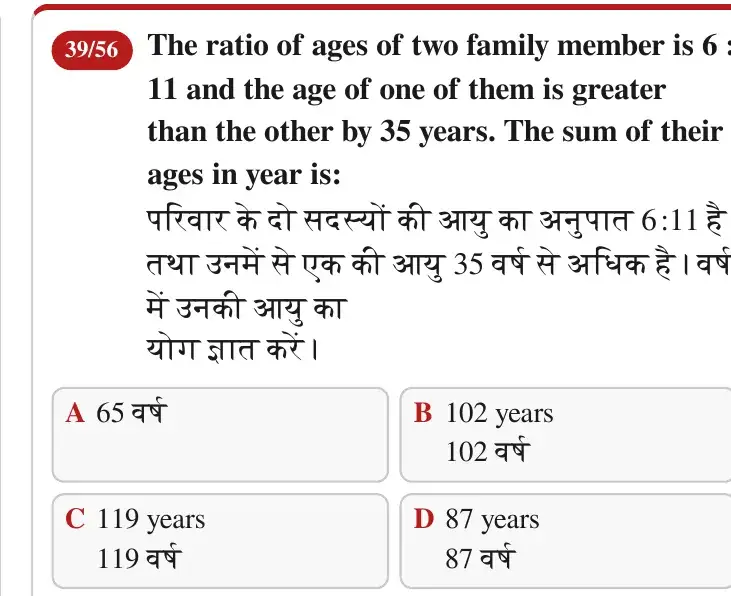 39/56 The ratio of ages of two family member is 6 :
11 and the age of one of them is greater
than the other by 35 years. The sum of their
ages in year is:
परिवार के दो सदस्यों की आयु का अनुपात 6:11 है
तथा उनमें से एक की आयु 35 वर्ष से अधिक है। वर्ष
में उनकी आयु का
योग ज्ञात करें।
A 65 वर्ष
B 102 years
102 वर्ष
C 119 years
119 वर्ष
D 87 years
87 वर्ष